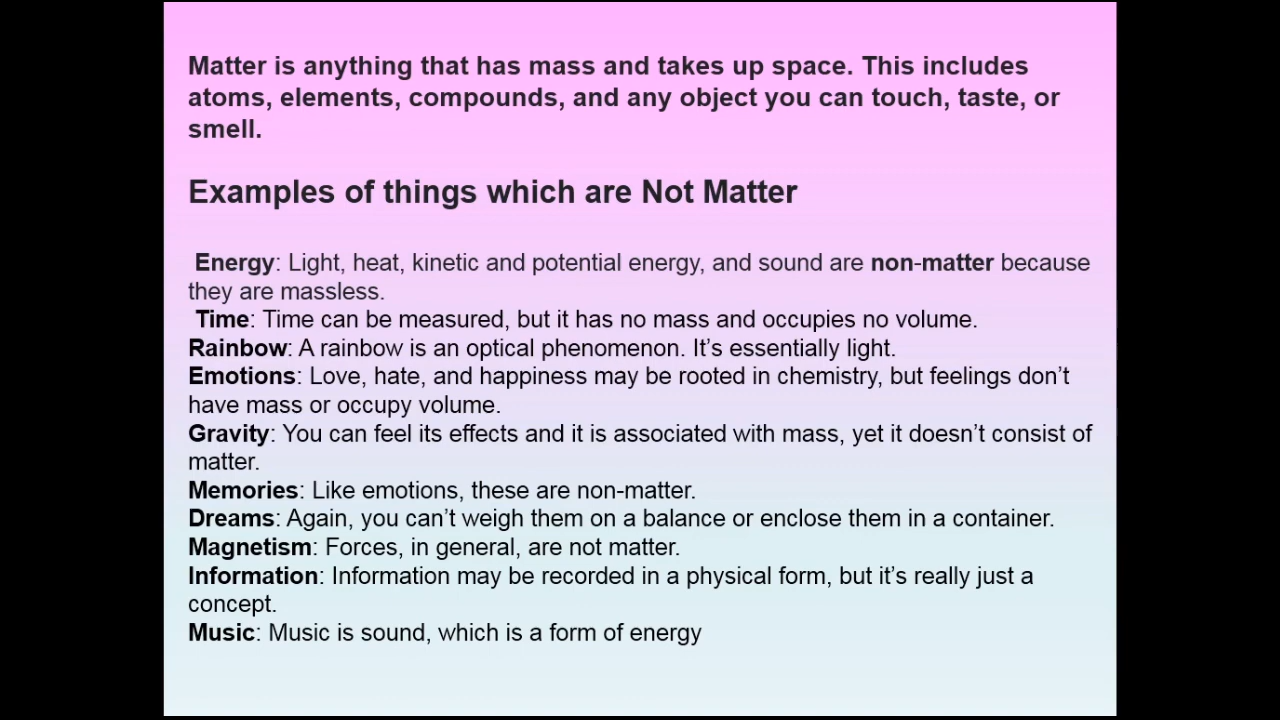 Matter is anything that has mass and takes up space. This includes
atoms, elements, compounds, and any object you can touch, taste, or
smell.
Examples of things which are Not Matter
Energy: Light, heat, kinetic and potential energy, and sound are non-matter because
they are massless.
Time: Time can be measured, but it has no mass and occupies no volume.
Rainbow: A rainbow is an optical phenomenon. It’s essentially light.
Emotions: Love, hate, and happiness may be rooted in chemistry, but feelings don’t
have mass or occupy volume.
Gravity: You can feel its effects and it is associated with mass, yet it doesn’t consist of
matter.
Memories: Like emotions, these are non-matter.
Dreams: Again, you can’t weigh them on a balance or enclose them in a container.
Magnetism: Forces, in general, are not matter.
Information: Information may be recorded in a physical form, but it’s really just a
concept.
Music: Music is sound, which is a form of energy